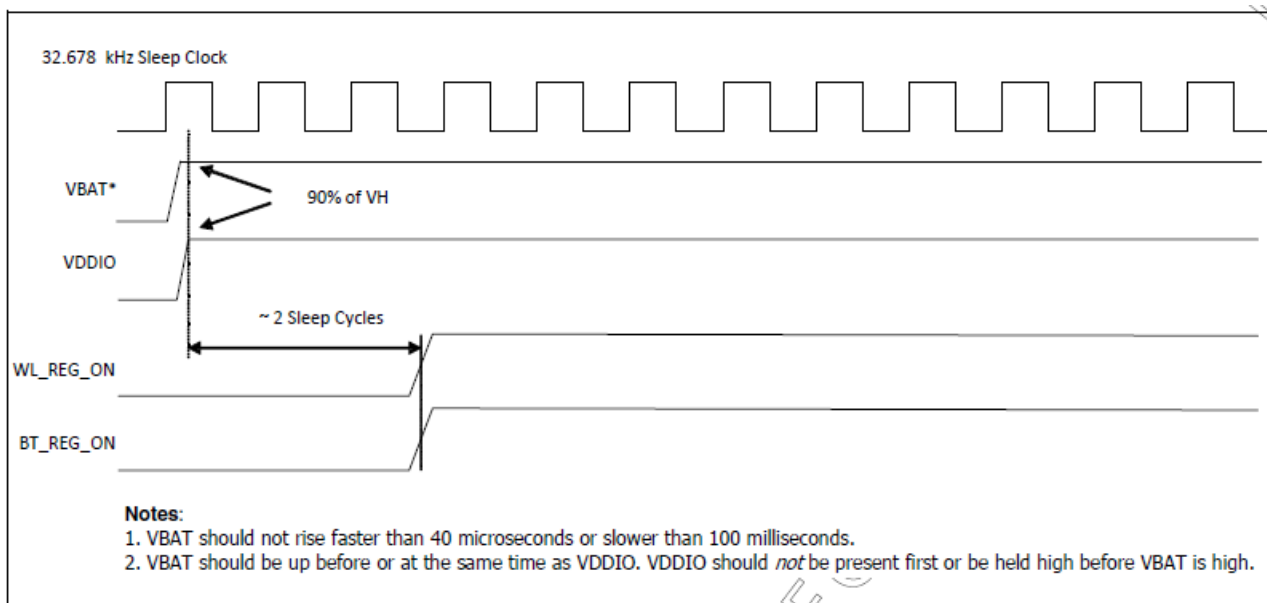 32.678 kHz Sleep Clock
VBAT*
90% of VH
VDDIO
~ 2 Sleep Cycles
WL_REG_ON
BT_REG_ON
Notes:
1. VBAT should not rise faster than 40 microseconds or slower than 100 milliseconds.
2. VBAT should be up before or at the same time as VDDIO. VDDIO should not be present first or be held high before VBAT is high.